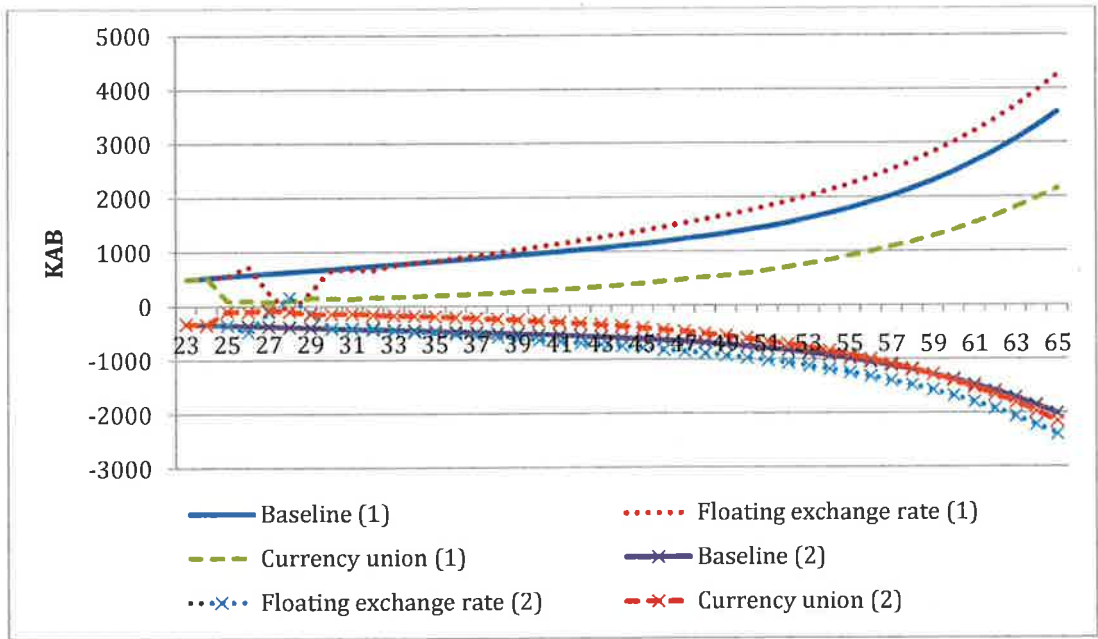 5000
4000
3000
2000
1000
0
-1000
-2000
-3000
KAB
23 25 27 29 31 33 35 37 39 41 43 45 47 49 51 53 55 57 59 61 63 65
Baseline (1) Floating exchange rate (1)
Currency union (1) Baseline (2)
Floating exchange rate (2) Currency union (2)